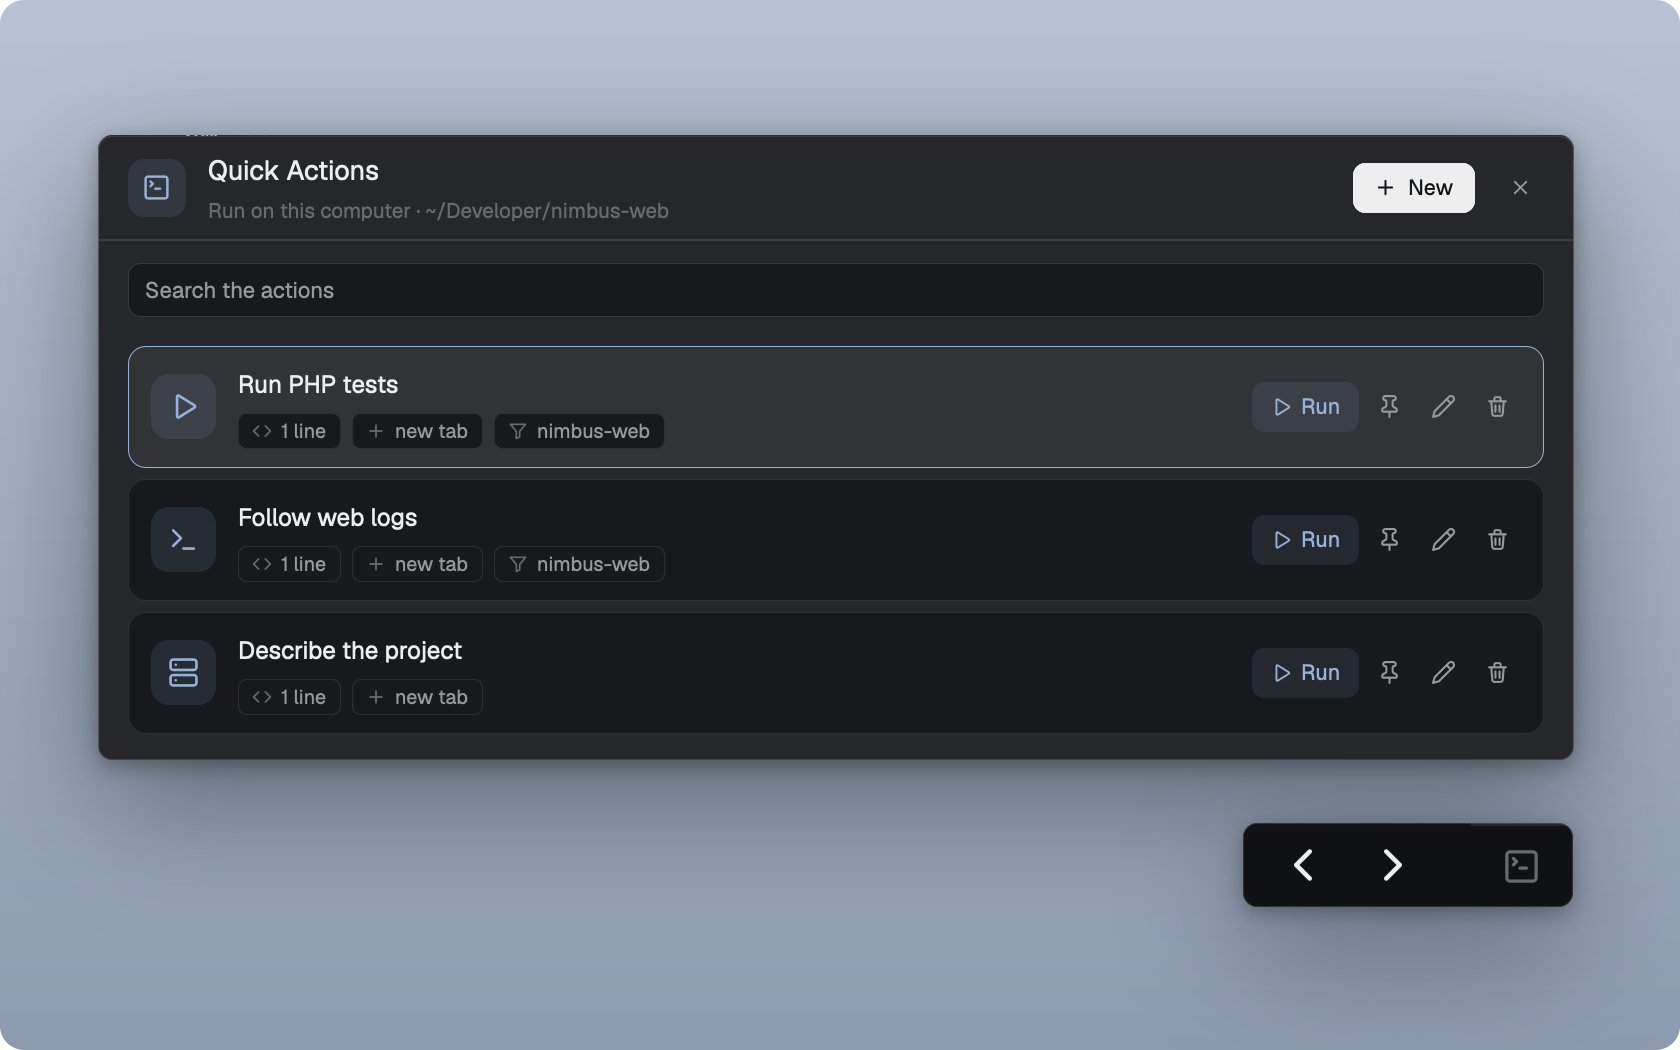 Quick Actions
Run on this computer · ~/Developer/nimbus-web
New
Search the actions
Run PHP tests
1 line
new tab
nimbus-web
Run
Follow web logs
1 line
new tab
nimbus-web
Run
Describe the project
1 line
new tab
Run